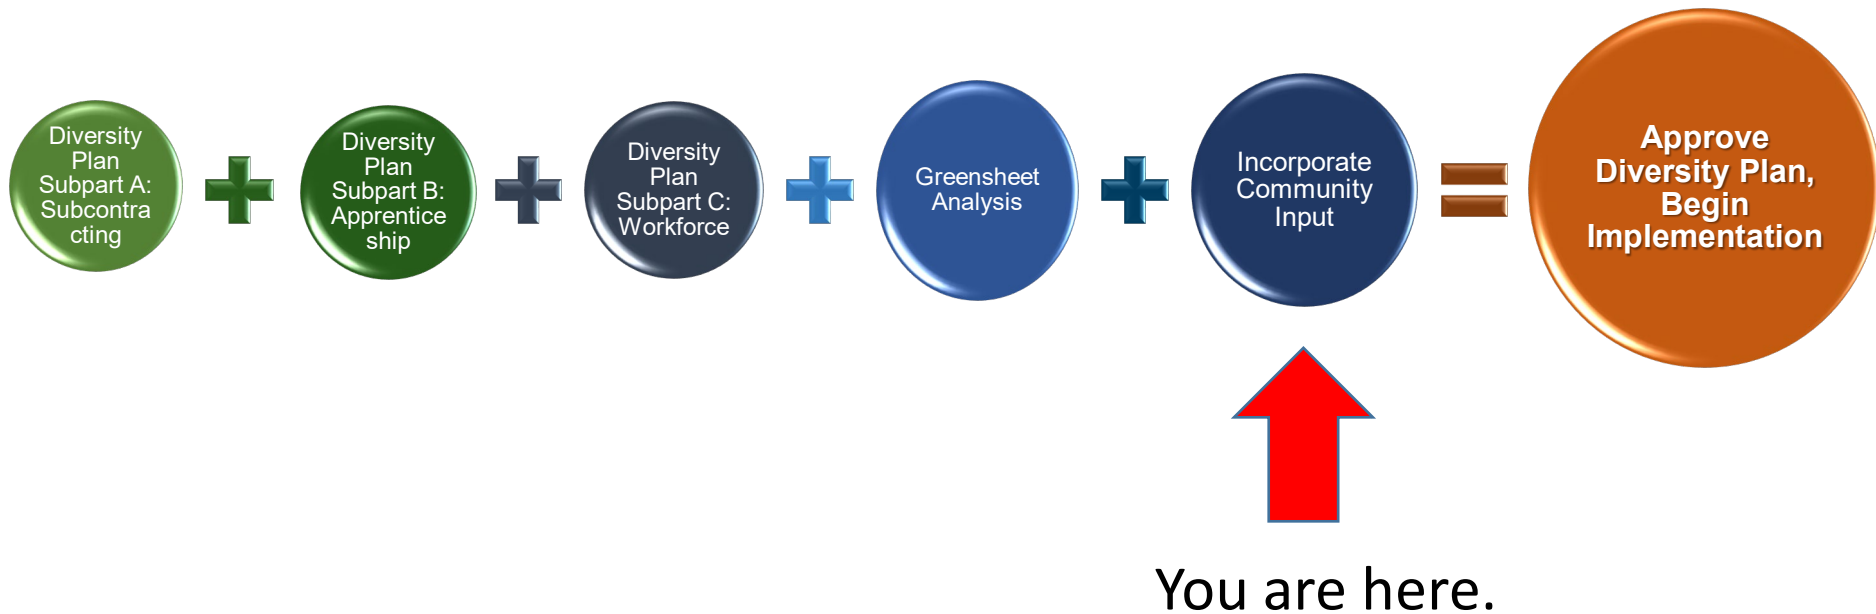 Diversity
Plan
Subpart A:
Subcontra
cting
Diversity
Plan
Subpart B:
Apprentice
ship
Diversity
Plan
Subpart C:
Workforce
Greensheet
Analysis
Incorporate
Community
Input
Approve
Diversity Plan,
Begin
Implementation
You are here.